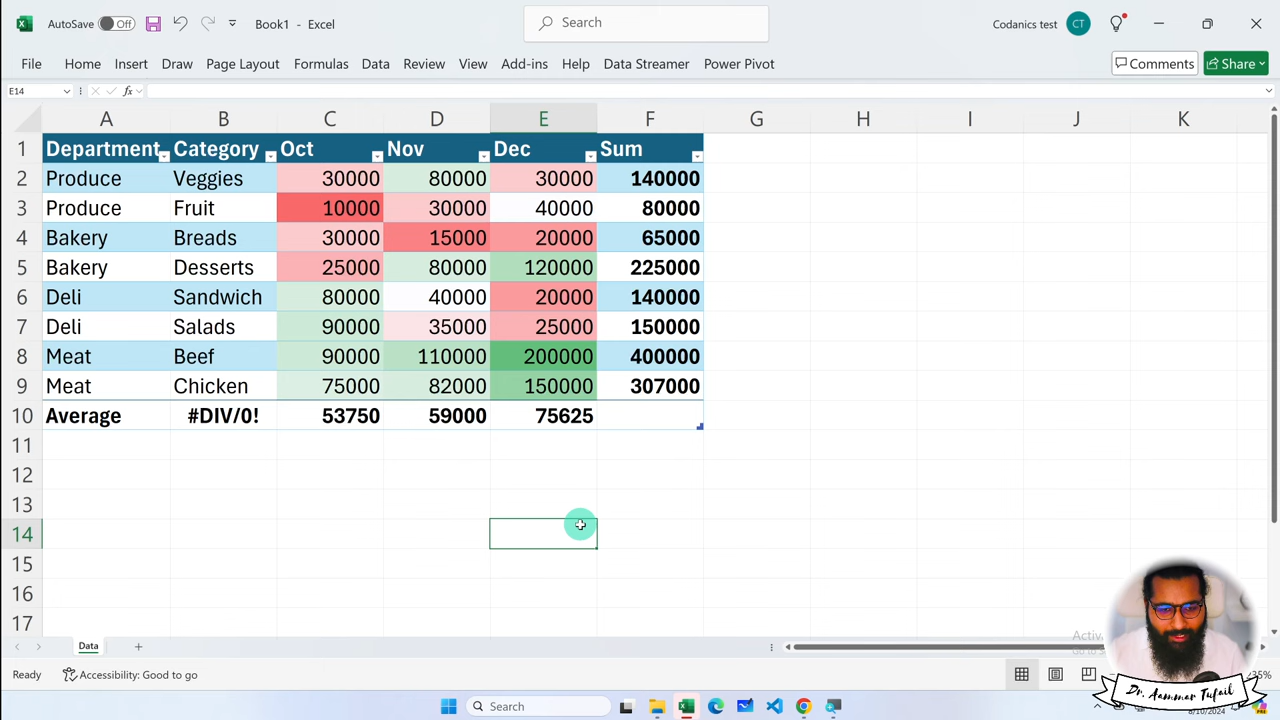 AutoSave Off Book1 - Excel Search Codanics test CT
File Home Insert Draw Page Layout Formulas Data Review View Add-ins Help Data Streamer Power Pivot Comments Share
E14 fx
A B C D E F G H I J K
1 Department Category Oct Nov Dec Sum
2 Produce Veggies 30000 80000 30000 140000
3 Produce Fruit 10000 30000 40000 80000
4 Bakery Breads 30000 15000 20000 65000
5 Bakery Desserts 25000 80000 120000 225000
6 Deli Sandwich 80000 40000 20000 140000
7 Deli Salads 90000 35000 25000 150000
8 Meat Beef 90000 110000 200000 400000
9 Meat Chicken 75000 82000 150000 307000
10 Average #DIV/0! 53750 59000 75625
11
12
13
14
15
16
17
Data
Ready Accessibility: Good to go
Dr. Aammar Tufail
Search